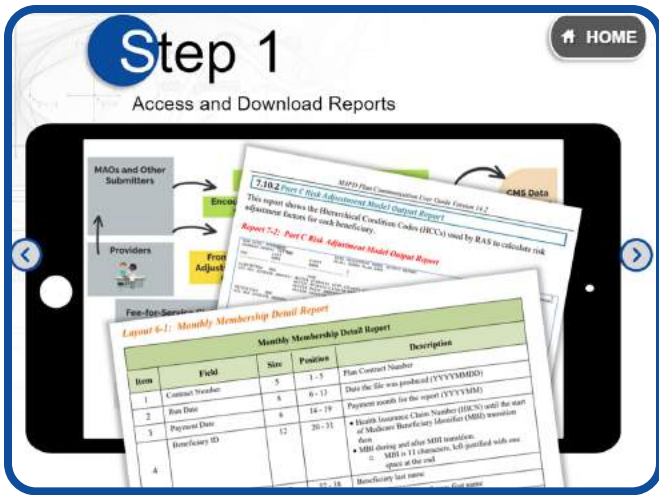 Step 1
HOME
Access and Download Reports
MAOs and Other
Submitters
CMS Data
Providers
Fee-for-Service
MAPD Plan Communication User Guide Version 14.2
7.10.2 Part C Risk Adjustment Model Output Report
This report shows the Hierarchical Condition Codes (HCCs) used by RAS to calculate risk
adjustment factors for each beneficiary.
Report 7-2: Part C Risk Adjustment Model Output Report
Layout 6-1: Monthly Membership Detail Report
Monthly Membership Detail Report
Item Field Size Position Description
1 Contract Number 5 1 - 5 Plan Contract Number
2 Run Date 8 6 - 13 Date the file was produced (YYYYMMDD)
3 Payment Date 6 14 - 19 Payment month for the report (YYYYMM)
4 Beneficiary ID 12 20 - 31
• Health Insurance Claim Number (HICN) until the start
of Medicare Beneficiary Identifier (MBI) transition
then
• MBI during and after MBI transition.
MBI is 11 characters, left-justified with one
space at the end
Beneficiary last name
first name